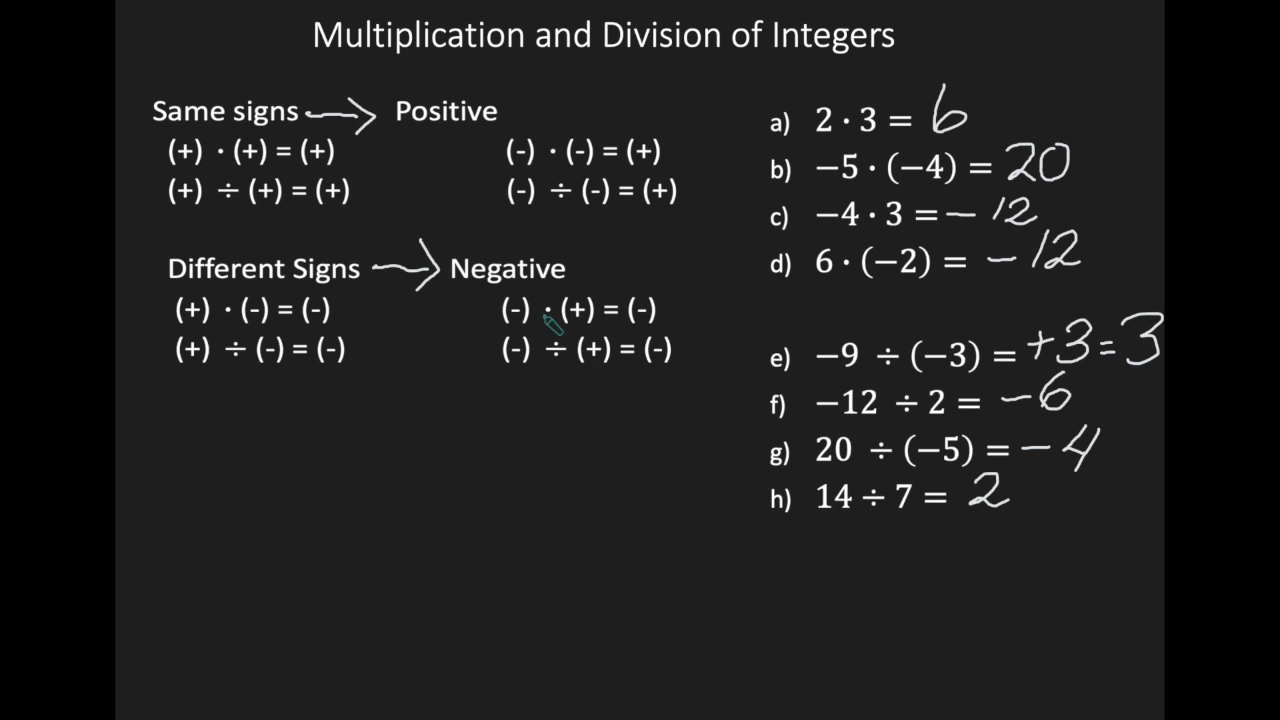 Multiplication and Division of Integers
Same signs → Positive
(+) · (+) = (+) (-) · (-) = (+)
(+) ÷ (+) = (+) (-) ÷ (-) = (+)
Different Signs → Negative
(+) · (-) = (-) (-) · (+) = (-)
(+) ÷ (-) = (-) (-) ÷ (+) = (-)
a) 2 · 3 = 6
b) −5 · (−4) = 20
c) −4 · 3 = − 12
d) 6 · (−2) = − 12
e) −9 ÷ (−3) = +3 = 3
f) −12 ÷ 2 = −6
g) 20 ÷ (−5) = − 4
h) 14 ÷ 7 = 2